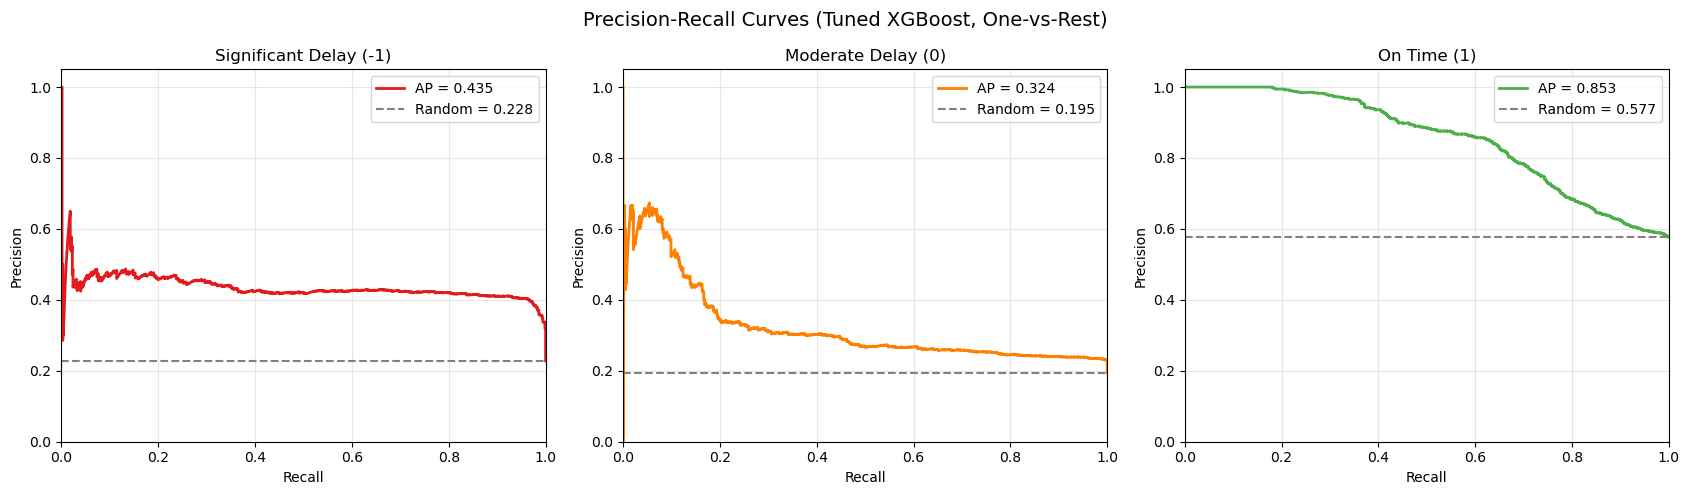 Precision-Recall Curves (Tuned XGBoost, One-vs-Rest)
Significant Delay (-1)
1.0
0.8
0.6
0.4
0.2
0.0
Precision
AP = 0.435
Random = 0.228
0.0 0.2 0.4 0.6 0.8 1.0
Recall
Moderate Delay (0)
1.0
0.8
0.6
0.4
0.2
0.0
Precision
AP = 0.324
Random = 0.195
0.0 0.2 0.4 0.6 0.8 1.0
Recall
On Time (1)
1.0
0.8
0.6
0.4
0.2
0.0
Precision
AP = 0.853
Random = 0.577
0.0 0.2 0.4 0.6 0.8 1.0
Recall